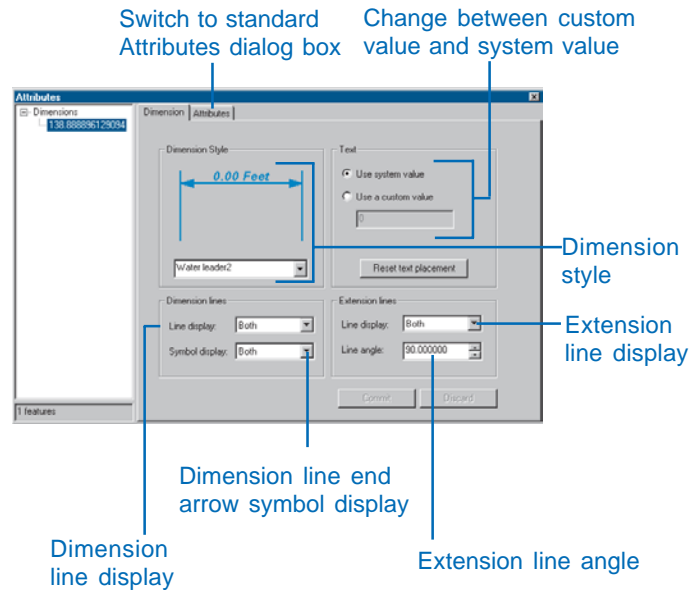 Switch to standard
Attributes dialog box
Change between custom
value and system value
Attributes
Dimensions
138.888896129094
Dimension
Attributes
Dimension Style
0.00 Feet
Water leader2
Text
Use system value
Use a custom value
0
Reset text placement
Dimension
style
Dimension lines
Line display:
Both
Symbol display:
Both
Extension lines
Line display:
Both
Line angle:
90.000000
Extension
line display
Commit
Discard
1 features
Dimension line end
arrow symbol display
Dimension
line display
Extension line angle